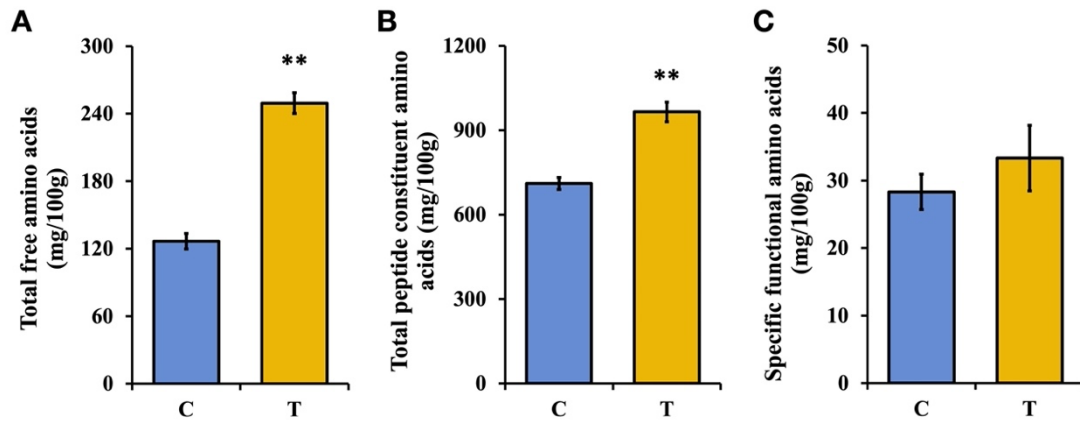 A
Total free amino acids
(mg/100g)
300
240
180
120
60
0
**
C
T
B
Total peptide constituent amino
acids (mg/100g)
1200
900
600
300
0
**
C
T
C
Specific functional amino acids
(mg/100g)
50
40
30
20
10
0
C
T